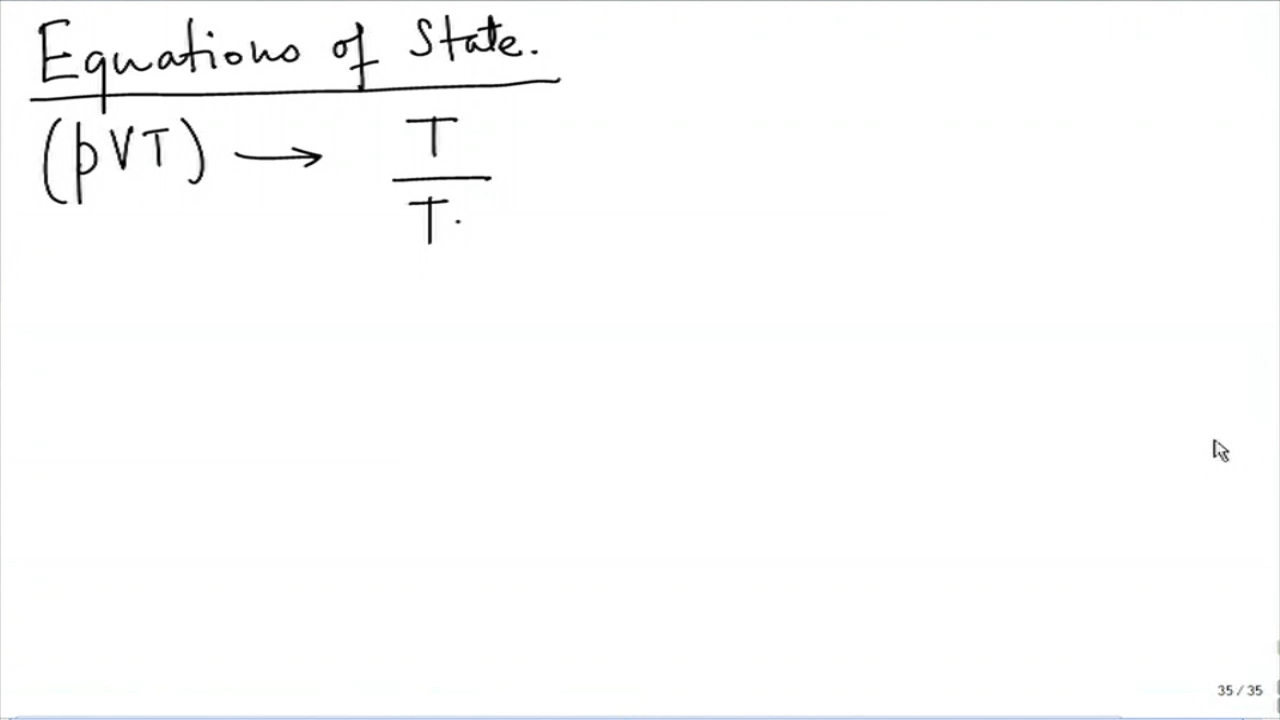 Equations of State.
(pVT) → T
T.
35 / 35